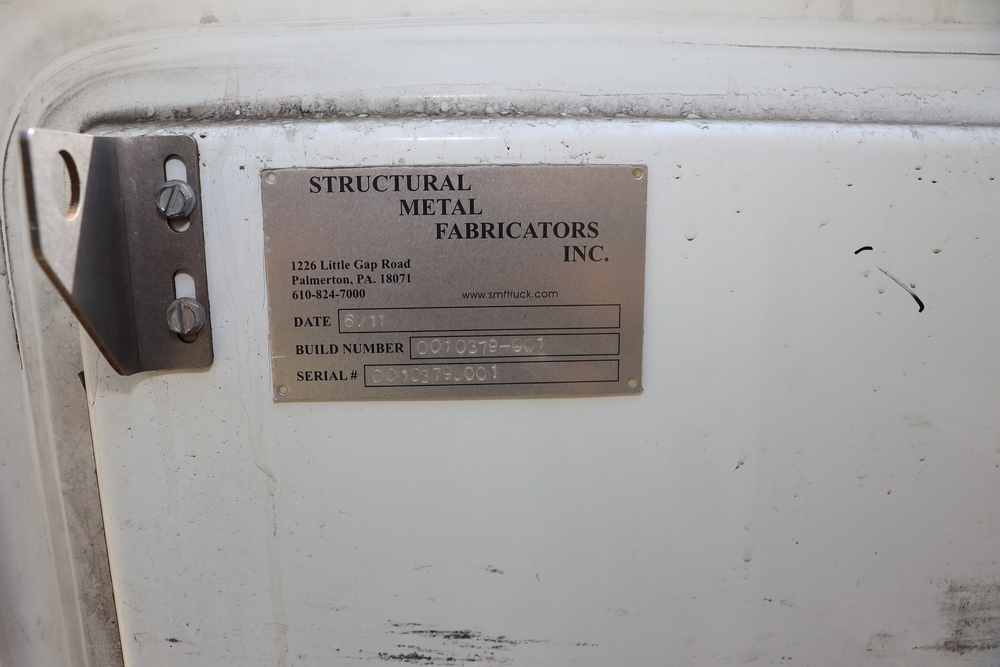 STRUCTURAL
METAL
FABRICATORS
INC.
1226 Little Gap Road
Palmerton, PA. 18071
610-824-7000
www.smftruck.com
DATE 6/11
BUILD NUMBER 0010379-001
SERIAL # 0010379J001